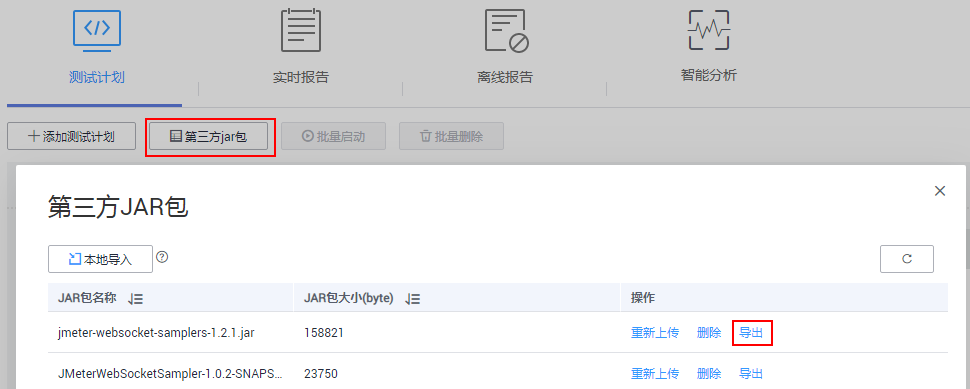 测试计划 实时报告 离线报告 智能分析
添加测试计划 第三方jar包 批量启动 批量删除
第三方JAR包
本地导入
JAR包名称 JAR包大小(byte) 操作
jmeter-websocket-samplers-1.2.1.jar 158821 重新上传 删除 导出
JMeterWebSocketSampler-1.0.2-SNAPS... 23750 重新上传 删除 导出